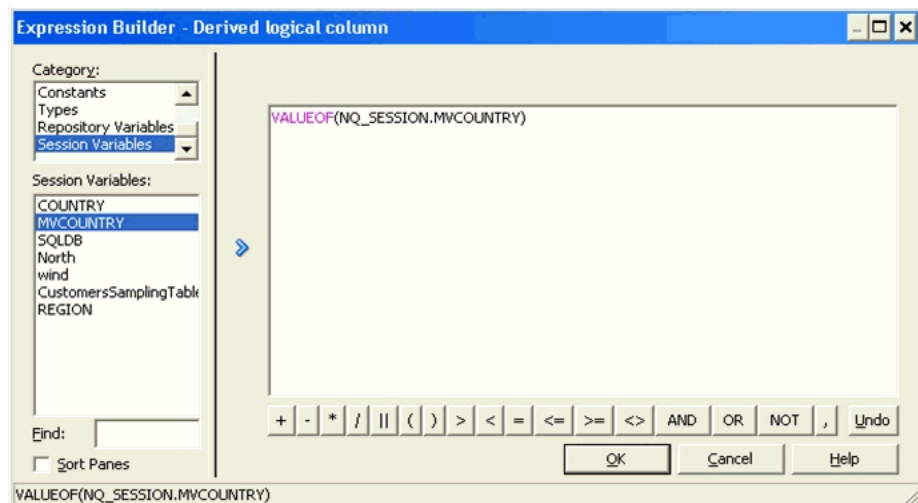 Expression Builder - Derived logical column
Category:
Constants
Types
Repository Variables
Session Variables
Session Variables:
COUNTRY
MVCOUNTRY
SQLDB
North
wind
CustomersSamplingTable
REGION
Find:
Sort Panes
VALUEOF(NQ_SESSION.MVCOUNTRY)
+ - * / || ( ) > < = <= >= <> AND OR NOT , Undo
OK Cancel Help
VALUEOF(NQ_SESSION.MVCOUNTRY)